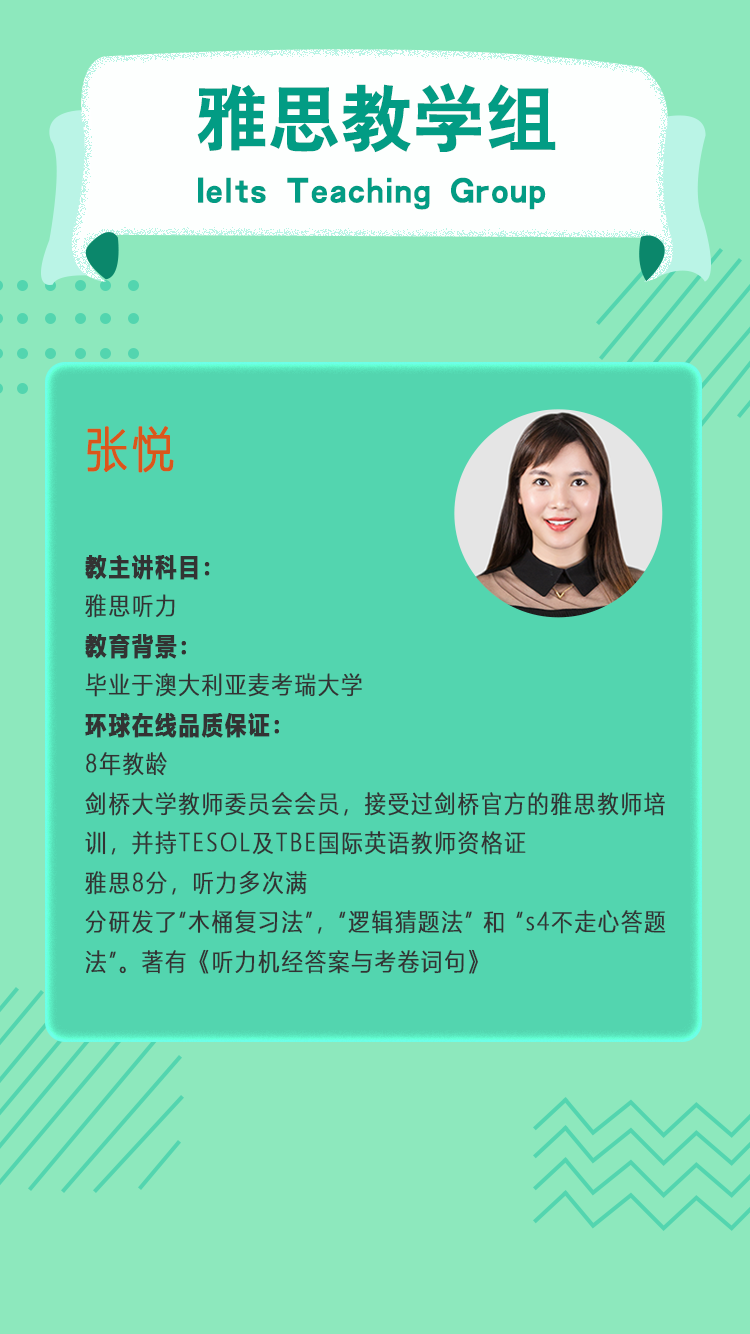 雅思教学组
Ielts Teaching Group
张悦
教主讲科目：
雅思听力
教育背景：
毕业于澳大利亚麦考瑞大学
环球在线品质保证：
8年教龄
剑桥大学教师委员会会员，接受过剑桥官方的雅思教师培
训，并持TESOL及TBE国际英语教师资格证
雅思8分，听力多次满
分研发了“木桶复习法”，“逻辑猜题法” 和 “s4不走心答题
法”。著有《听力机经答案与考卷词句》